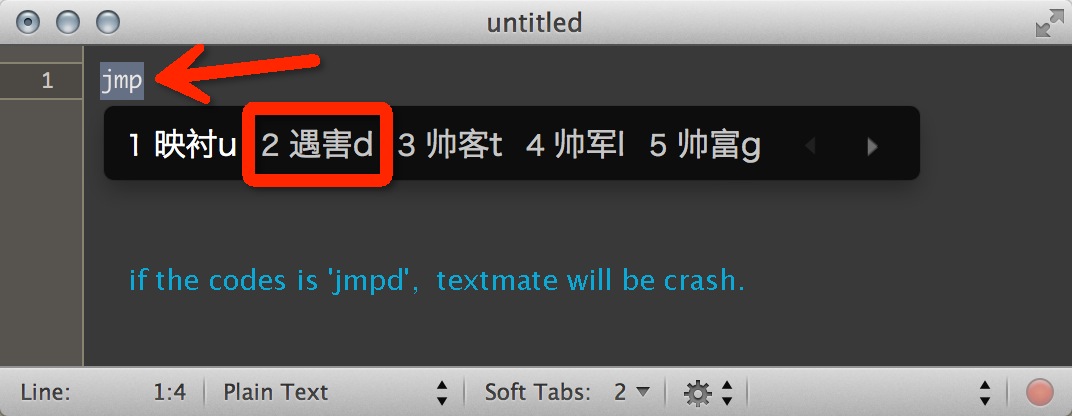 untitled
1 jmp
1 映衬u 2 遇害d 3 帅客t 4 帅军l 5 帅富g
if the codes is 'jmpd', textmate will be crash.
Line: 1:4 Plain Text Soft Tabs: 2